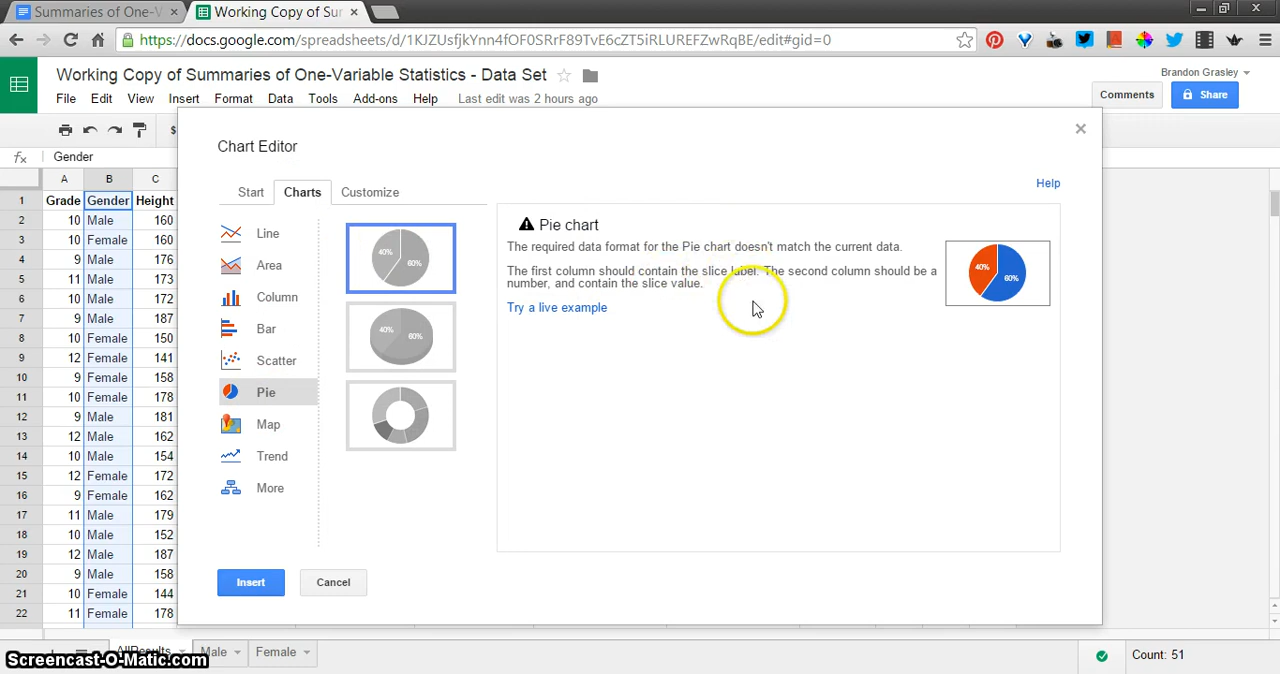 Summaries of One-V
Working Copy of Sur
https://docs.google.com/spreadsheets/d/1KJZUsfjkYnn4fOF0SRrF89TvE6cZT5iRLUREFZwRqBE/edit#gid=0
Working Copy of Summaries of One-Variable Statistics - Data Set
Brandon Grasley
File Edit View Insert Format Data Tools Add-ons Help Last edit was 2 hours ago
Comments
Share
$
fx Gender
Chart Editor
Start Charts Customize
Help
A B C
1 Grade Gender Height
2 10 Male 160
3 10 Female 160
4 9 Male 176
5 11 Male 173
6 10 Male 172
7 9 Male 187
8 10 Female 150
9 12 Female 141
10 9 Female 158
11 10 Female 178
12 9 Male 181
13 12 Male 162
14 10 Male 154
15 12 Female 172
16 9 Female 162
17 11 Male 179
18 10 Male 152
19 12 Male 187
20 9 Male 158
21 10 Female 144
22 11 Female 178
Line
Area
Column
Bar
Scatter
Pie
Map
Trend
More
40% 60%
40% 60%
Pie chart
The required data format for the Pie chart doesn't match the current data.
The first column should contain the slice label. The second column should be a
number, and contain the slice value.
Try a live example
40% 60%
Insert
Cancel
AllResults Male Female
Count: 51
Screencast-O-Matic.com